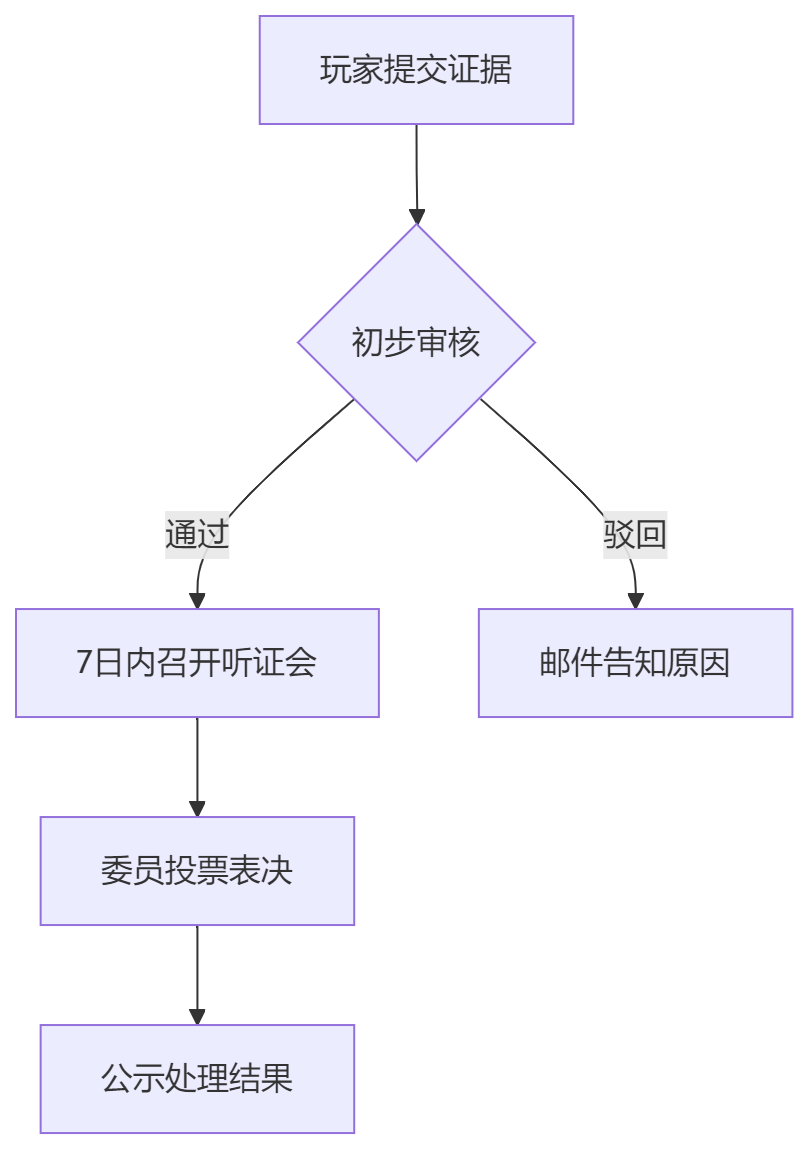 玩家提交证据
初步审核
通过
驳回
7日内召开听证会
邮件告知原因
委员投票表决
公示处理结果